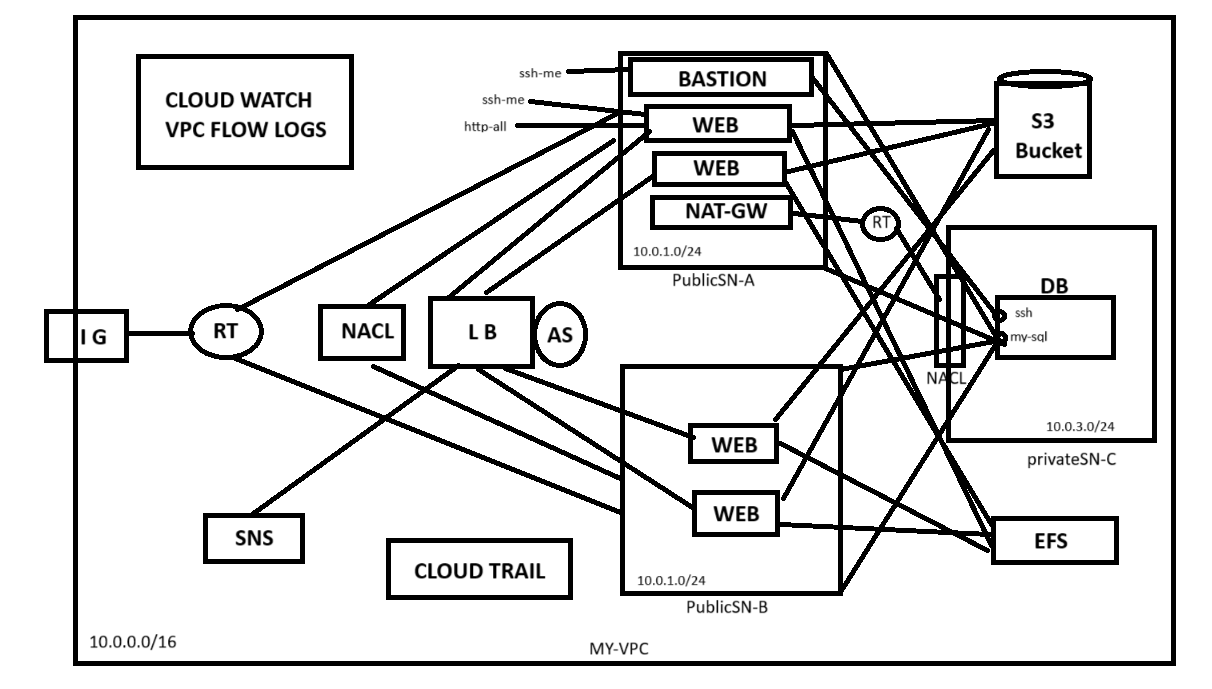 CLOUD WATCH
VPC FLOW LOGS
ssh-me
ssh-me
http-all
BASTION
WEB
WEB
NAT-GW
10.0.1.0/24
PublicSN-A
S3
Bucket
RT
DB
ssh
my-sql
NACL
10.0.3.0/24
privateSN-C
I G
RT
NACL
L B
AS
WEB
WEB
10.0.1.0/24
PublicSN-B
EFS
SNS
CLOUD TRAIL
10.0.0.0/16
MY-VPC